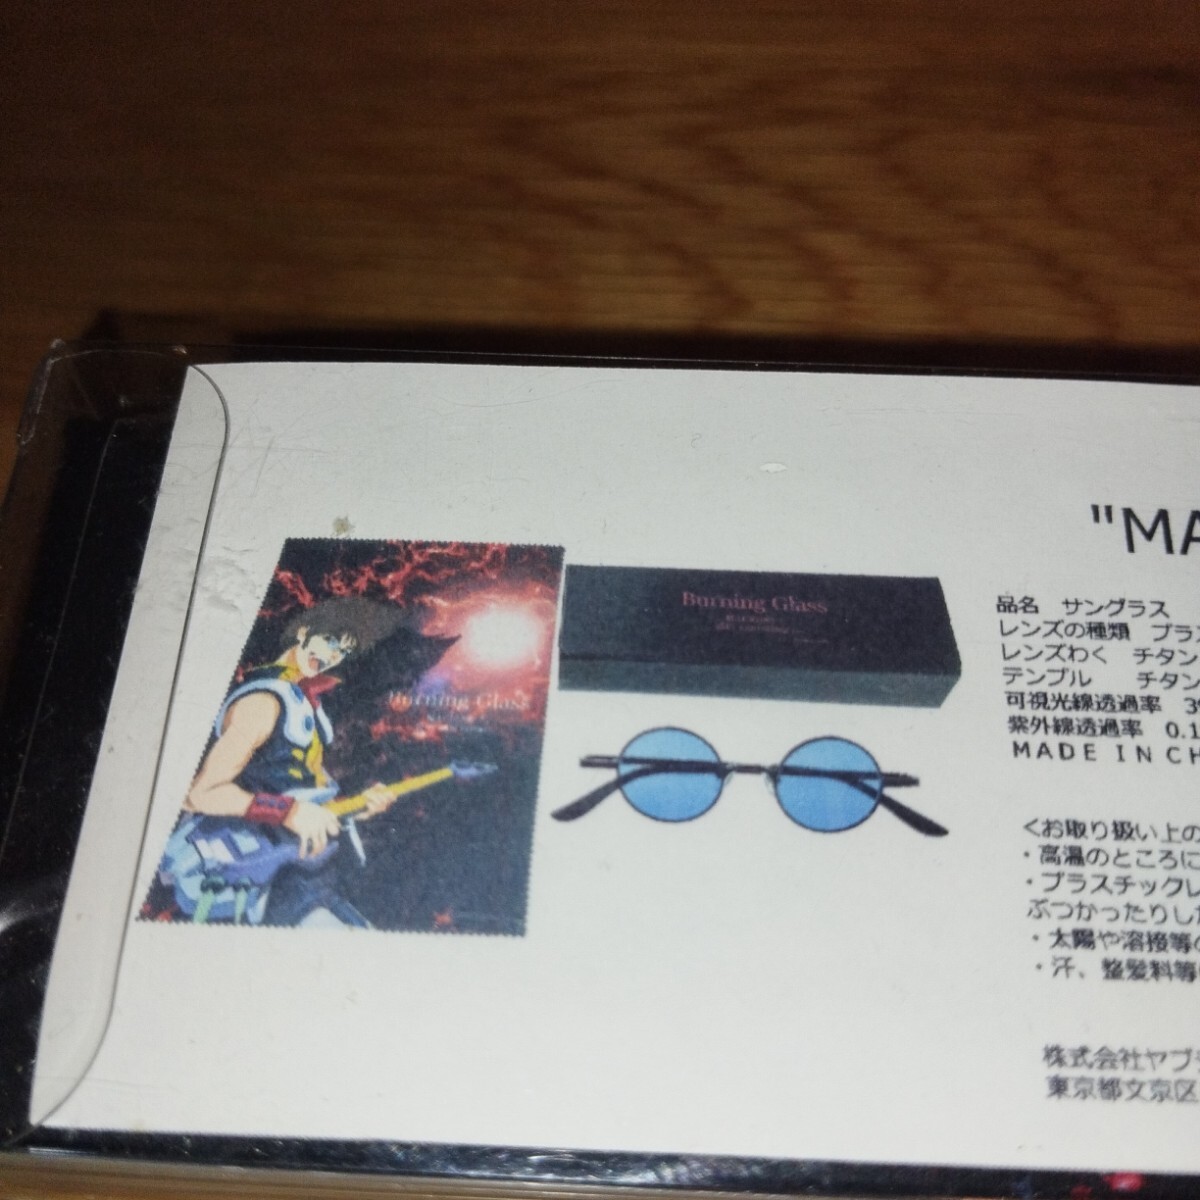 "MA
品名　サングラス
レンズの種類　プラス
レンズわく　チタン
テンプル　チタン
可視光線透過率　39
紫外線透過率　0.1
MADE IN CH
<お取り扱い上の
・高温のところに
・プラスチックレ
ぶつかったりした
・太陽や溶接等の
・汗、整髪料等
株式会社ヤブ
東京都文京区
Burning Glass
Burning Glass